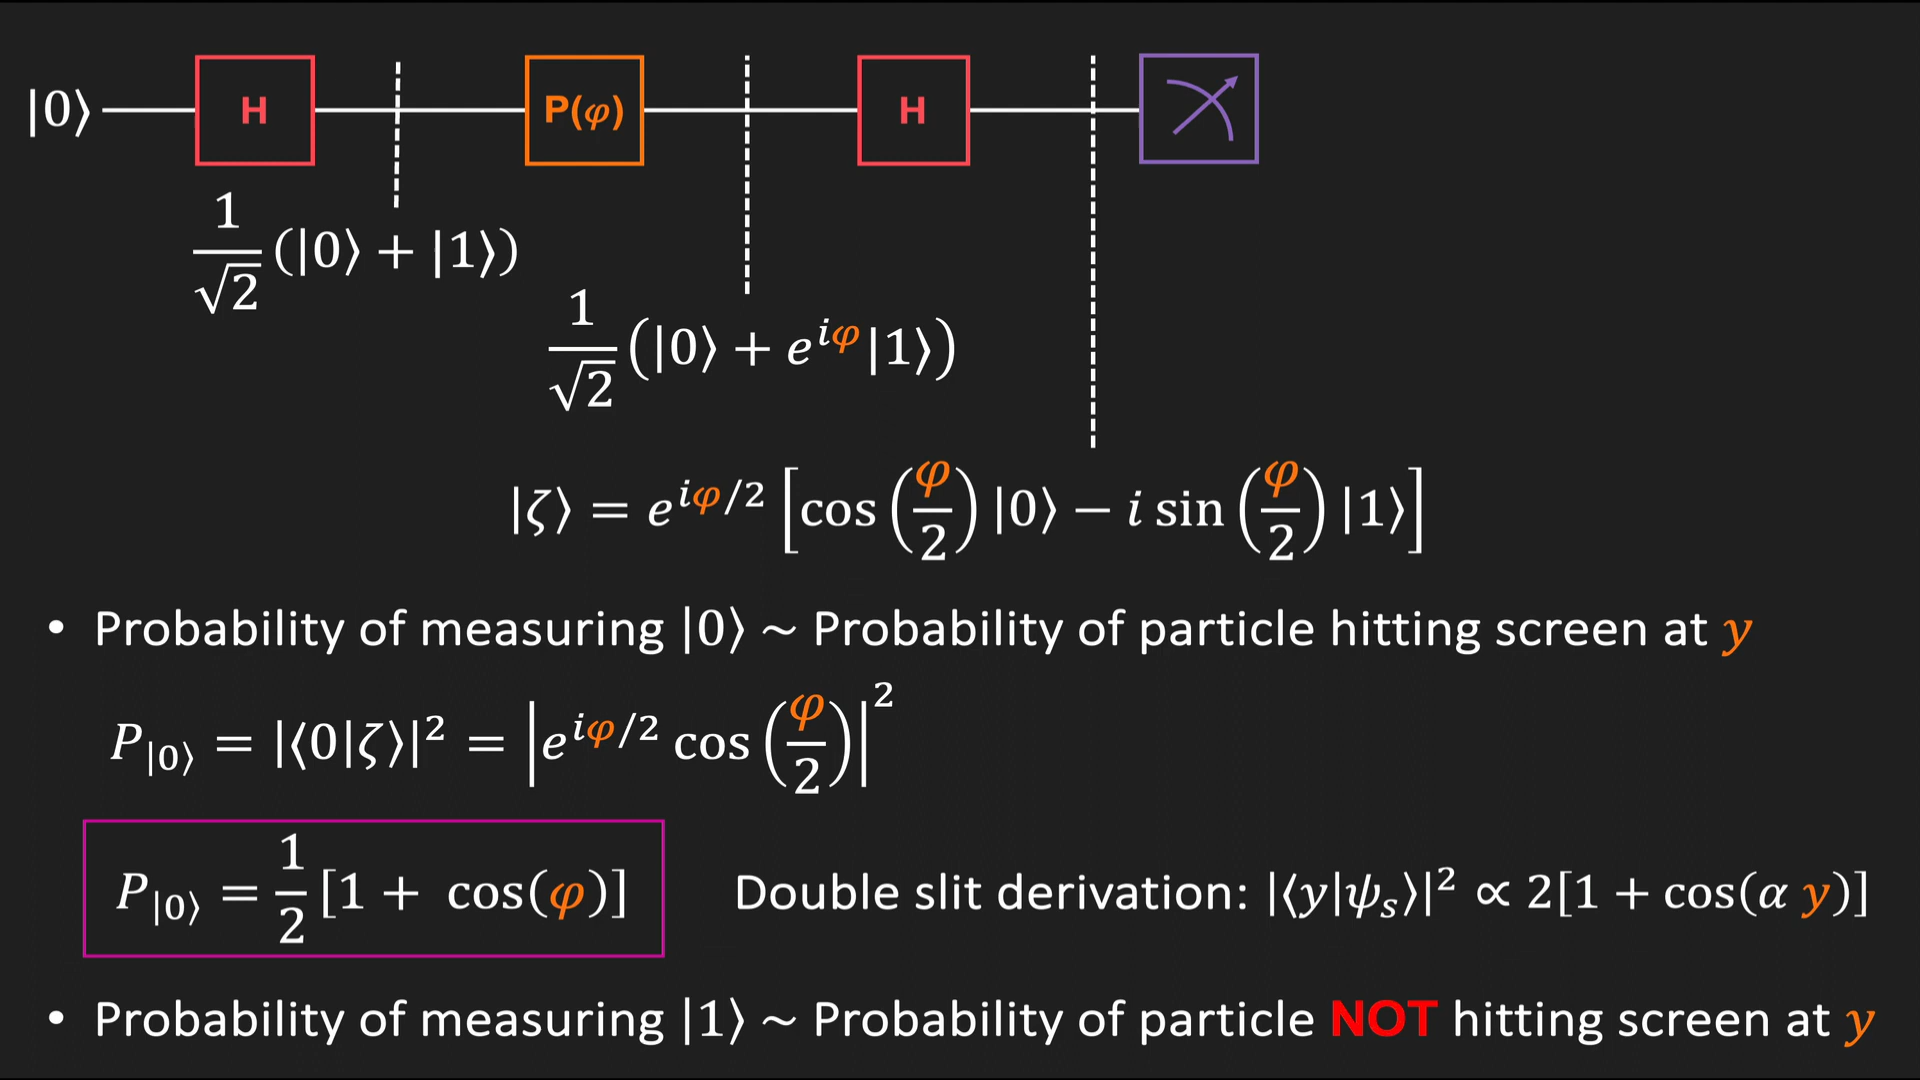 |0⟩ H P(φ) H
1/√2 (|0⟩ + |1⟩)
1/√2 (|0⟩ + e^{iφ}|1⟩)
|ζ⟩ = e^{iφ/2} [cos(φ/2)|0⟩ − i sin(φ/2)|1⟩]
• Probability of measuring |0⟩ ~ Probability of particle hitting screen at y
P_{|0⟩} = |⟨0|ζ⟩|² = |e^{iφ/2} cos(φ/2)|²
P_{|0⟩} = 1/2 [1 + cos(φ)] Double slit derivation: |⟨y|ψ_s⟩|² ∝ 2[1 + cos(α y)]
• Probability of measuring |1⟩ ~ Probability of particle NOT hitting screen at y